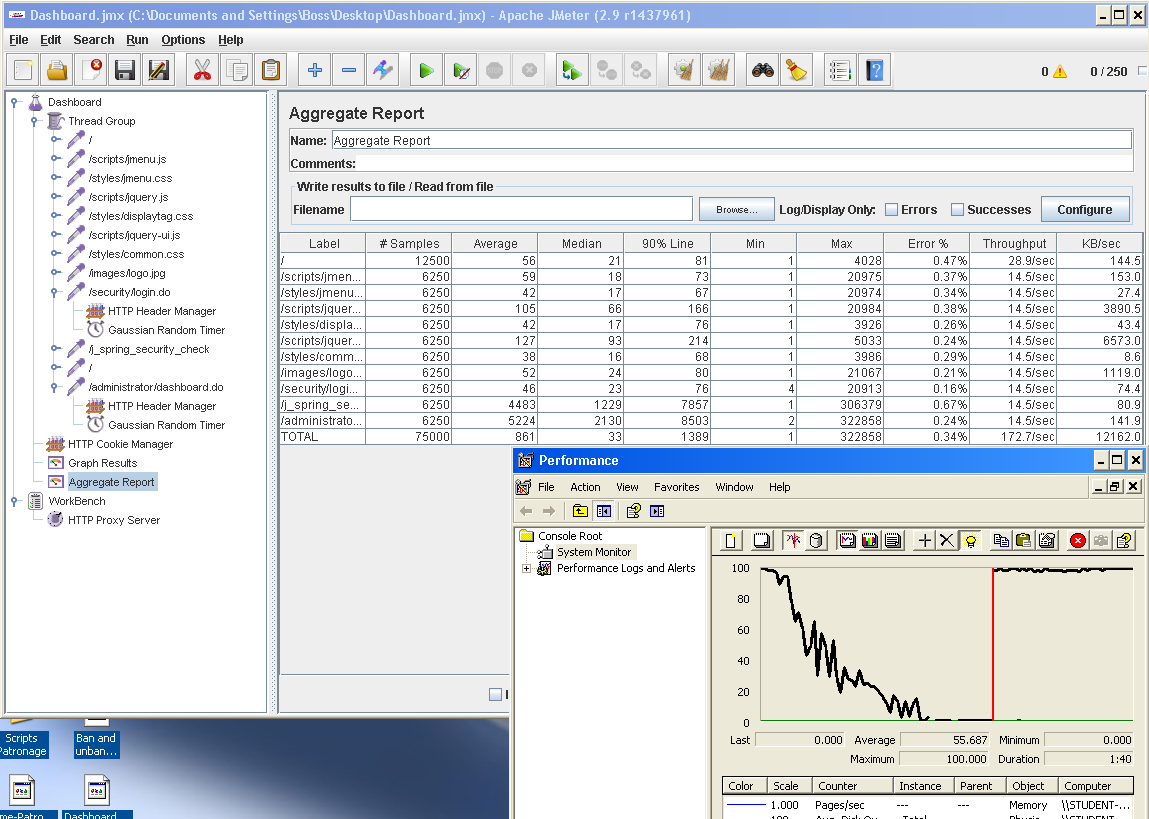 Dashboard.jmx (C:\Documents and Settings\Boss\Desktop\Dashboard.jmx) - Apache JMeter (2.9 r1437961)
File Edit Search Run Options Help
0 0 / 250
Dashboard
Thread Group
/
/scripts/jmenu.js
/styles/jmenu.css
/scripts/jquery.js
/styles/displaytag.css
/scripts/jquery-ui.js
/styles/common.css
/images/logo.jpg
/security/login.do
HTTP Header Manager
Gaussian Random Timer
/j_spring_security_check
/
/administrator/dashboard.do
HTTP Header Manager
Gaussian Random Timer
HTTP Cookie Manager
Graph Results
Aggregate Report
WorkBench
HTTP Proxy Server
Aggregate Report
Name: Aggregate Report
Comments:
Write results to file / Read from file
Filename Browse... Log/Display Only: Errors Successes Configure
Label # Samples Average Median 90% Line Min Max Error % Throughput KB/sec
/ 12500 56 21 81 1 4028 0.47% 28.9/sec 144.5
/scripts/jmen... 6250 59 18 73 1 20975 0.37% 14.5/sec 153.0
/styles/jmenu... 6250 42 17 67 1 20974 0.34% 14.5/sec 27.4
/scripts/jquer... 6250 105 66 166 1 20984 0.38% 14.5/sec 3890.5
/styles/displa... 6250 42 17 76 1 3926 0.26% 14.5/sec 43.4
/scripts/jquer... 6250 127 93 214 1 5033 0.24% 14.5/sec 6573.0
/styles/comm... 6250 38 16 68 1 3986 0.29% 14.5/sec 8.6
/images/logo... 6250 52 24 80 1 21067 0.21% 14.5/sec 1119.0
/security/logi... 6250 46 23 76 4 20913 0.16% 14.5/sec 74.4
/j_spring_se... 6250 4483 1229 7857 1 306379 0.67% 14.5/sec 80.9
/administrato... 6250 5224 2130 8503 2 322858 0.24% 14.5/sec 141.9
TOTAL 75000 861 33 1389 1 322858 0.34% 172.7/sec 12162.0
Performance
File Action View Favorites Window Help
Console Root
System Monitor
Performance Logs and Alerts
100
80
60
40
20
0
Last 0.000 Average 55.687 Minimum 0.000
Maximum 100.000 Duration 1:40
Color Scale Counter Instance Parent Object Computer
1.000 Pages/sec --- --- Memory \\STUDENT-...
Scripts
Patronage
Ban and
unban...
Dashboard